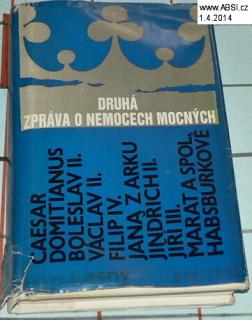 www.ABSI.cz
1.4.2014
DRUHÁ
ZPRÁVA O NEMOCECH MOCNÝCH
CAESAR
DOMITIANUS
BOLESLAV II.
VÁCLAV II.
FILIP IV.
JANA Z ARKU
JINDŘICH II.
JIŘÍ III.
MARAT A SPOL.
HABSBURKOVÉ